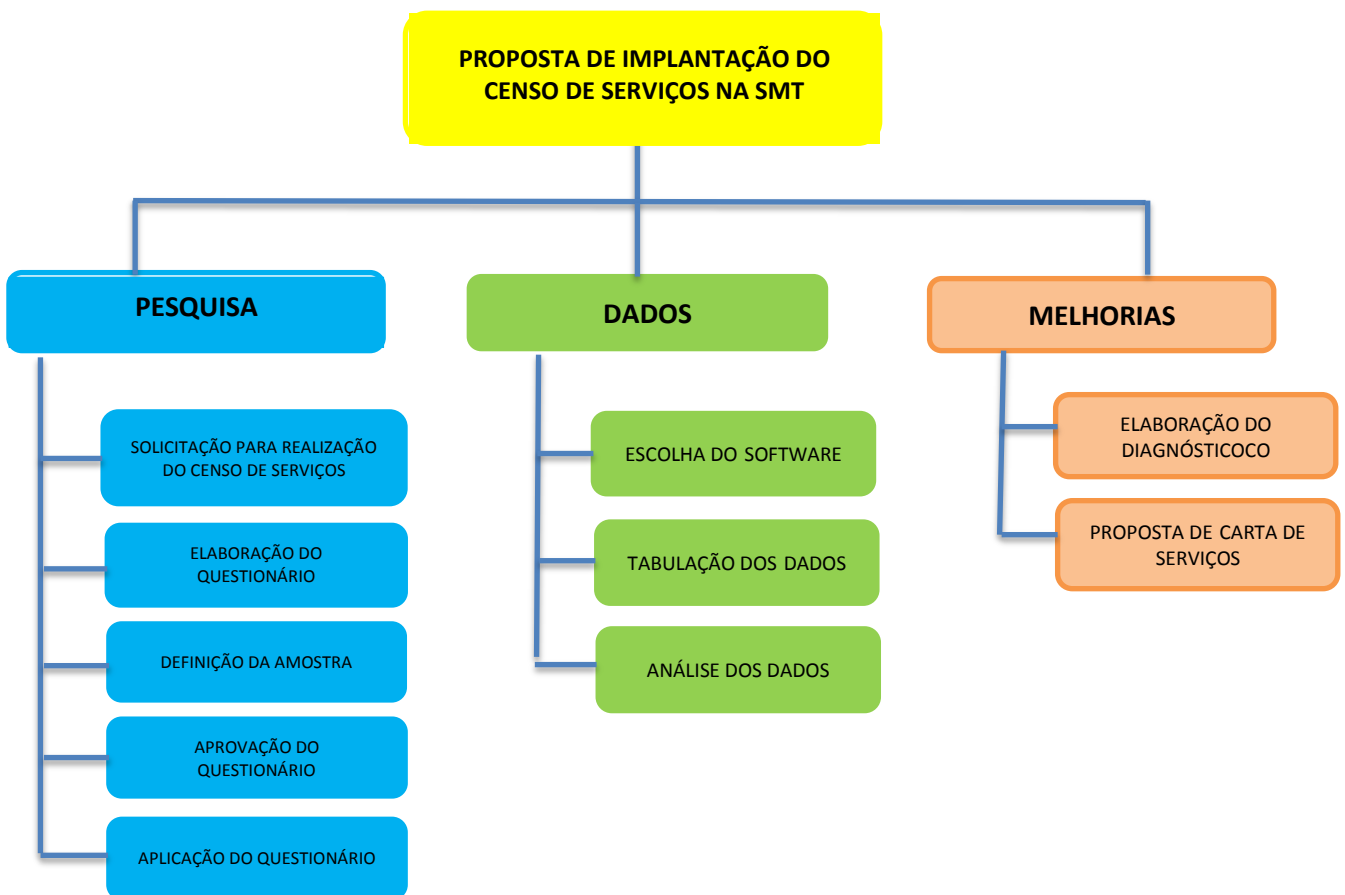 PROPOSTA DE IMPLANTAÇÃO DO
CENSO DE SERVIÇOS NA SMT
PESQUISA
SOLICITAÇÃO PARA REALIZAÇÃO
DO CENSO DE SERVIÇOS
ELABORAÇÃO DO
QUESTIONÁRIO
DEFINIÇÃO DA AMOSTRA
APROVAÇÃO DO
QUESTIONÁRIO
APLICAÇÃO DO QUESTIONÁRIO
DADOS
ESCOLHA DO SOFTWARE
TABULAÇÃO DOS DADOS
ANÁLISE DOS DADOS
MELHORIAS
ELABORAÇÃO DO
DIAGNÓSTICOCO
PROPOSTA DE CARTA DE
SERVIÇOS